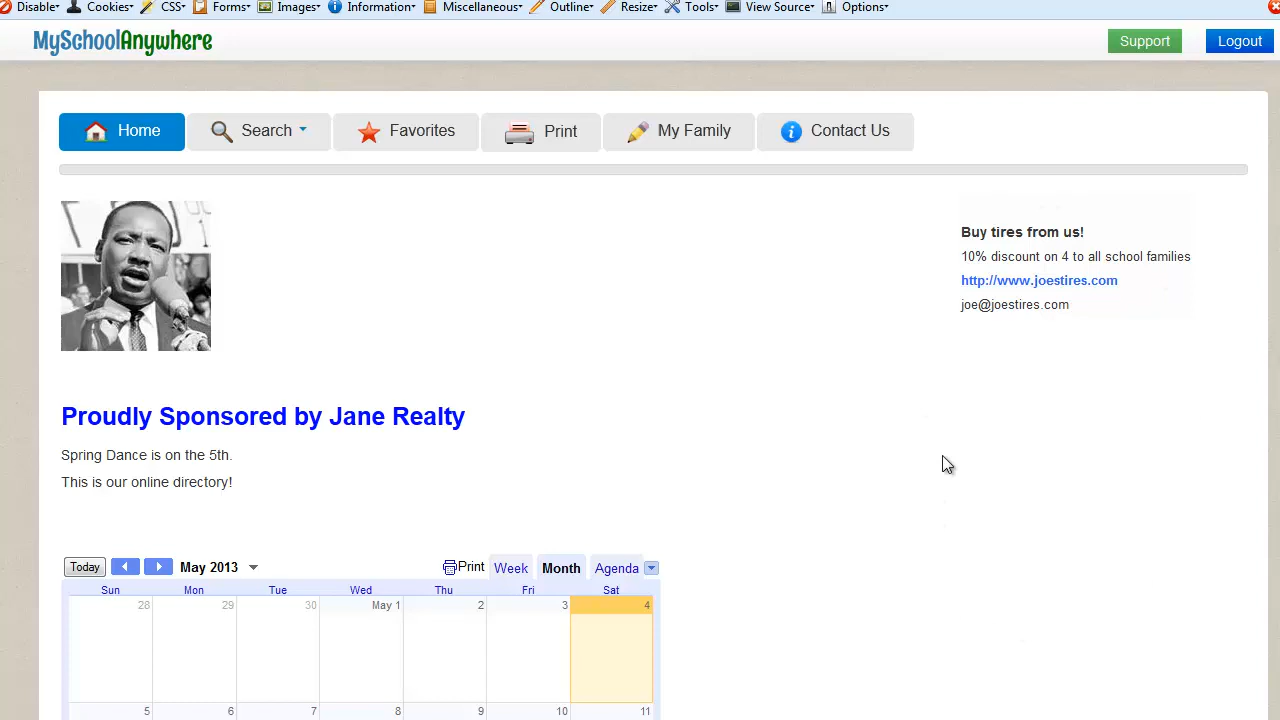 Disable▾ Cookies▾ CSS▾ Forms▾ Images▾ Information▾ Miscellaneous▾ Outline▾ Resize▾ Tools▾ View Source▾ Options▾
MySchoolAnywhere Support Logout
Home Search Favorites Print My Family Contact Us
Buy tires from us!
10% discount on 4 to all school families
http://www.joestires.com
joe@joestires.com
Proudly Sponsored by Jane Realty
Spring Dance is on the 5th.
This is our online directory!
Today May 2013 Print Week Month Agenda
Sun Mon Tue Wed Thu Fri Sat
28 29 30 May 1 2 3 4
5 6 7 8 9 10 11